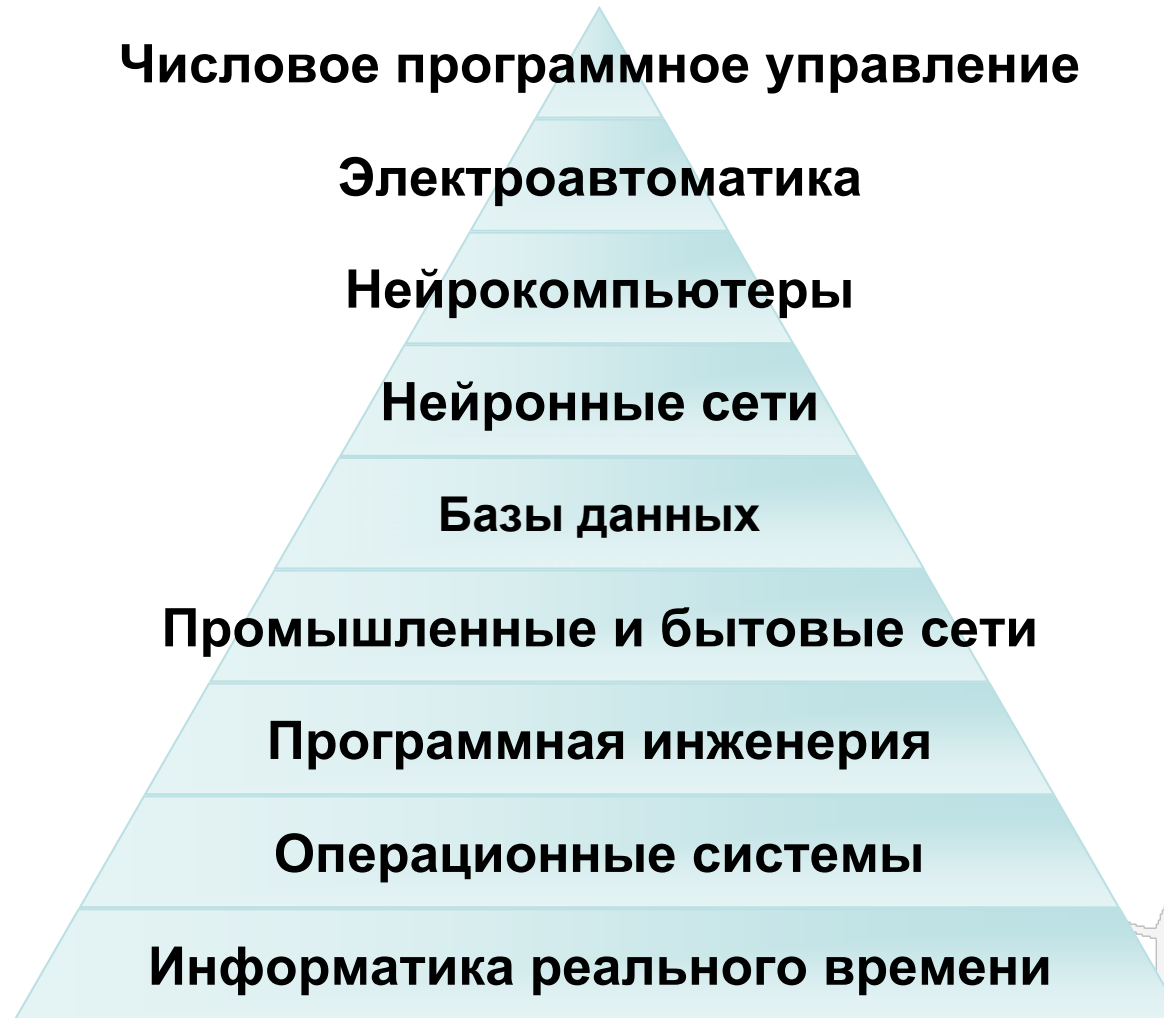 Числовое программное управление
Электроавтоматика
Нейрокомпьютеры
Нейронные сети
Базы данных
Промышленные и бытовые сети
Программная инженерия
Операционные системы
Информатика реального времени